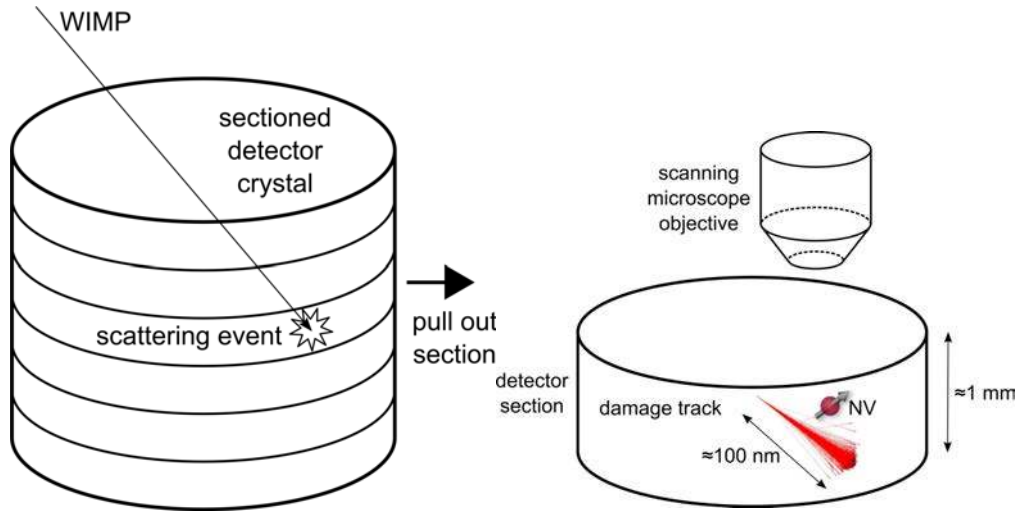 WIMP
sectioned
detector
crystal
scattering event
pull out
section
scanning
microscope
objective
detector
section
damage track
NV
≈100 nm
≈1 mm